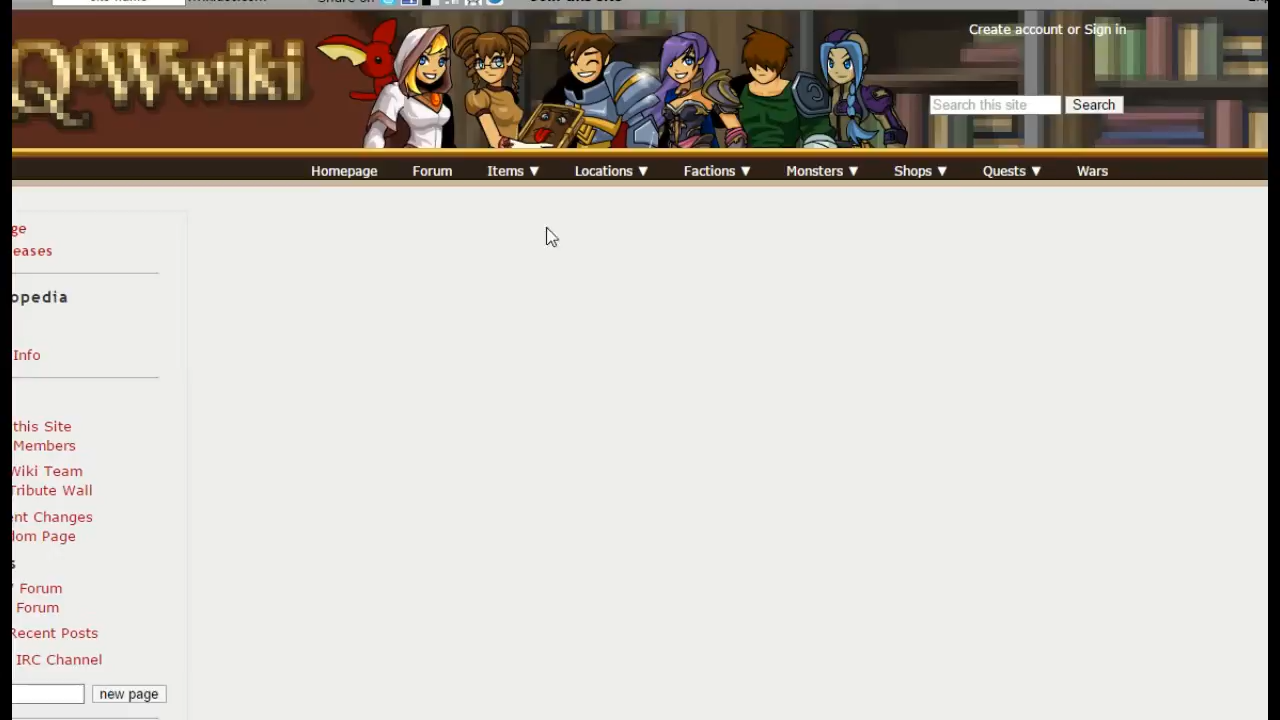 Create account or Sign in
QWwiki
Search this site Search
Homepage Forum Items ▼ Locations ▼ Factions ▼ Monsters ▼ Shops ▼ Quests ▼ Wars
ge
eases
opedia
Info
this Site
Members
Wiki Team
Tribute Wall
nt Changes
dom Page
s
Forum
Forum
Recent Posts
IRC Channel
new page